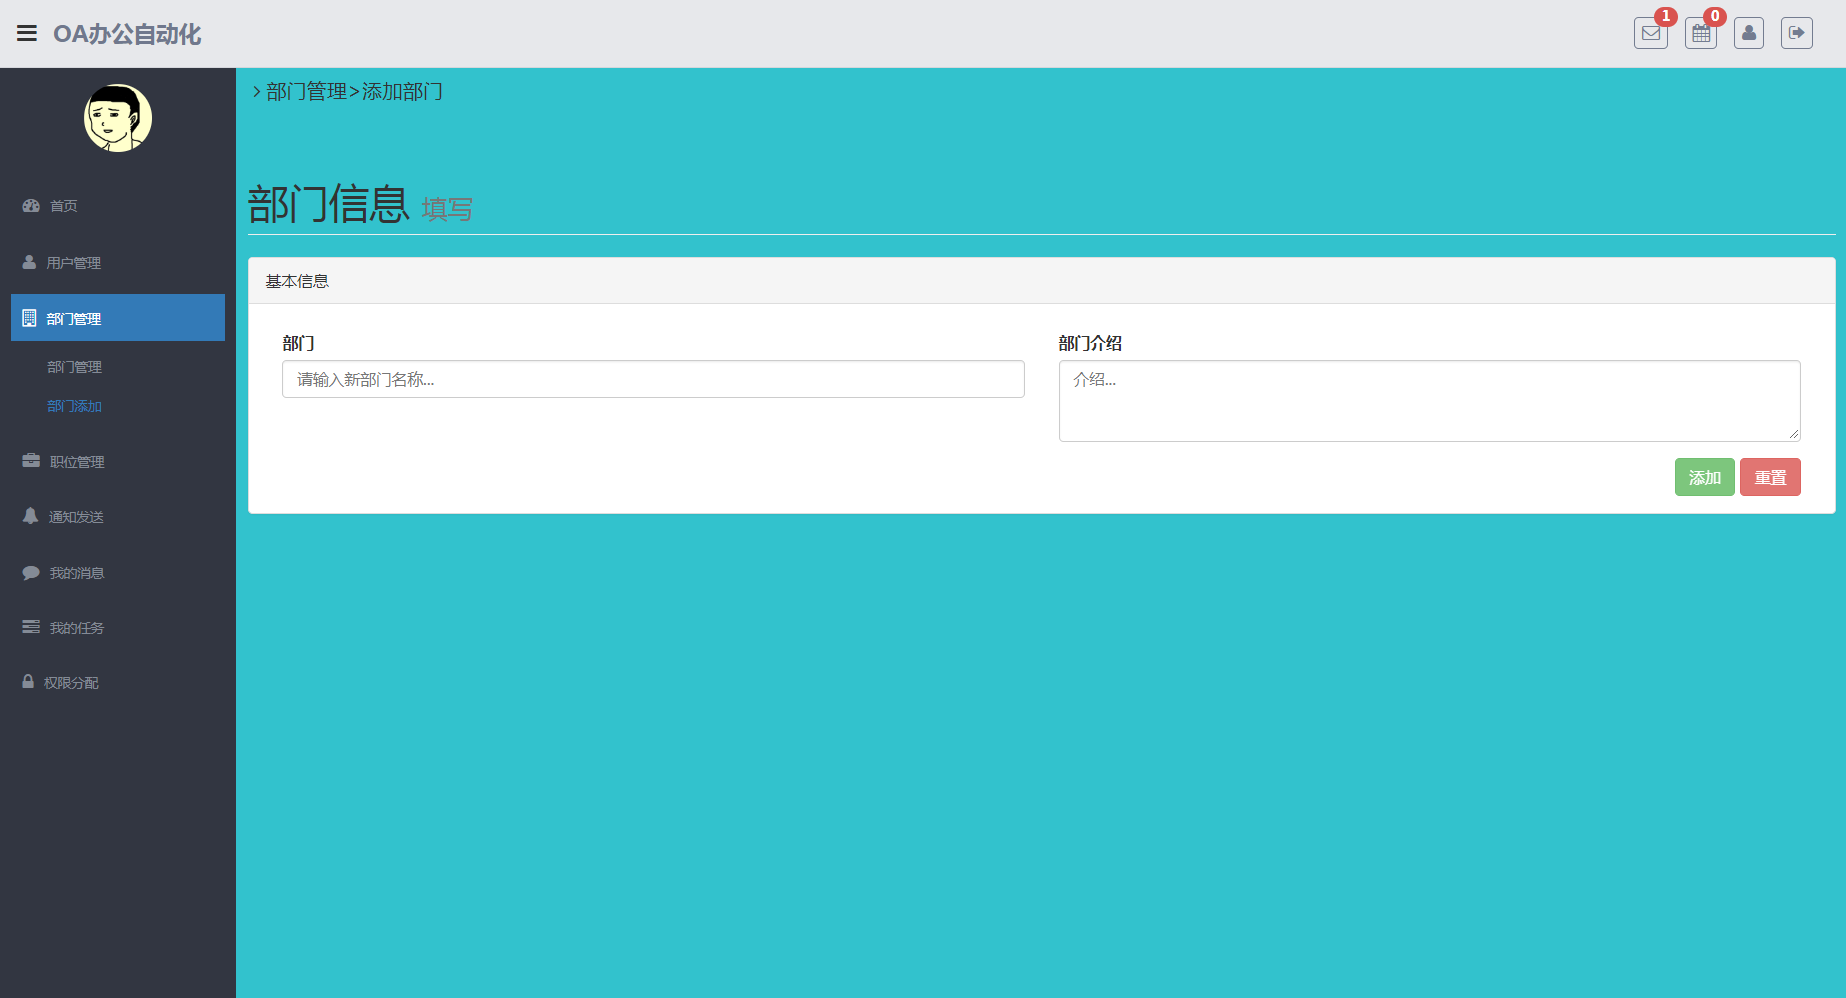 OA办公自动化
1
0
部门管理>添加部门
首页
用户管理
部门管理
部门管理
部门添加
职位管理
通知发送
我的消息
我的任务
权限分配
部门信息 填写
基本信息
部门
请输入新部门名称...
部门介绍
介绍...
添加
重置